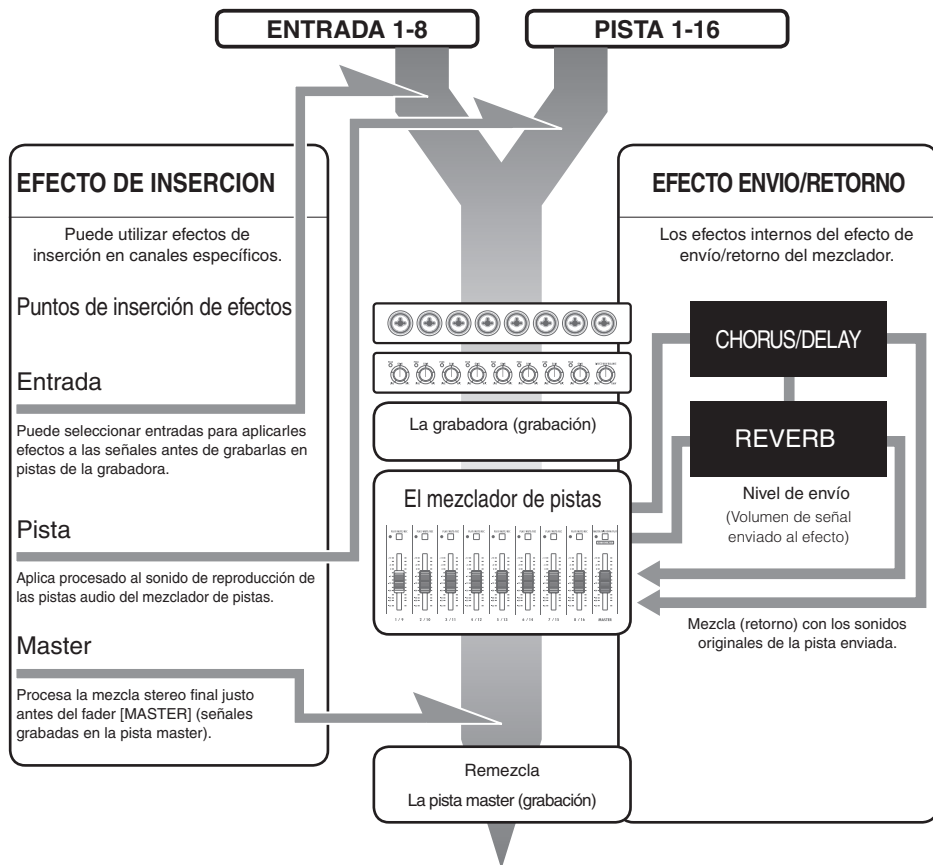 ENTRADA 1-8
PISTA 1-16
EFECTO DE INSERCION
Puede utilizar efectos de
inserción en canales específicos.
Puntos de inserción de efectos
Entrada
Puede seleccionar entradas para aplicarles
efectos a las señales antes de grabarlas en
pistas de la grabadora.
Pista
Aplica procesado al sonido de reproducción de
las pistas audio del mezclador de pistas.
Master
Procesa la mezcla stereo final justo
antes del fader [MASTER] (señales
grabadas en la pista master).
La grabadora (grabación)
El mezclador de pistas
1 / 9
2 / 10
3 / 11
4 / 12
5 / 13
6 / 14
7 / 15
8 / 16
MASTER
Remezcla
La pista master (grabación)
EFECTO ENVIO/RETORNO
Los efectos internos del efecto de
envío/retorno del mezclador.
CHORUS/DELAY
REVERB
Nivel de envío
(Volumen de señal
enviado al efecto)
Mezcla (retorno) con los sonidos
originales de la pista enviada.